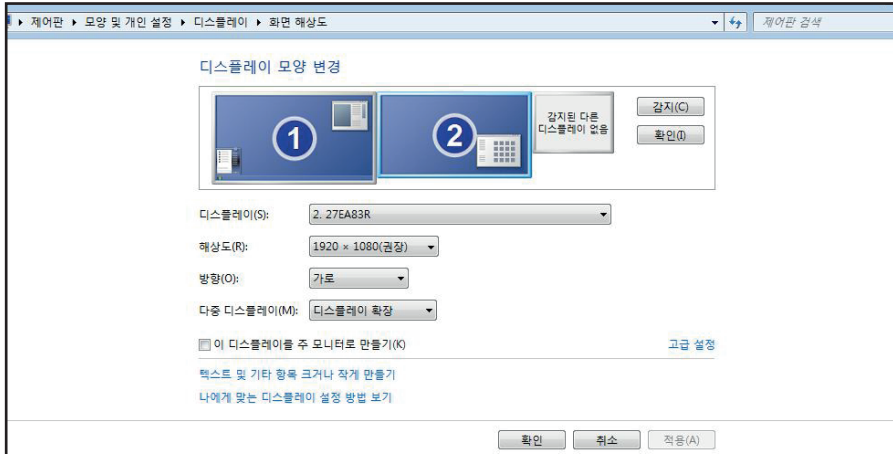 ▸ 제어판 ▸ 모양 및 개인 설정 ▸ 디스플레이 ▸ 화면 해상도
제어판 검색
디스플레이 모양 변경
1
2
감지된 다른
디스플레이 없음
감지(C)
확인(I)
디스플레이(S): 2. 27EA83R
해상도(R): 1920 × 1080(권장)
방향(O): 가로
다중 디스플레이(M): 디스플레이 확장
이 디스플레이를 주 모니터로 만들기(K)
고급 설정
텍스트 및 기타 항목 크거나 작게 만들기
나에게 맞는 디스플레이 설정 방법 보기
확인 취소 적용(A)